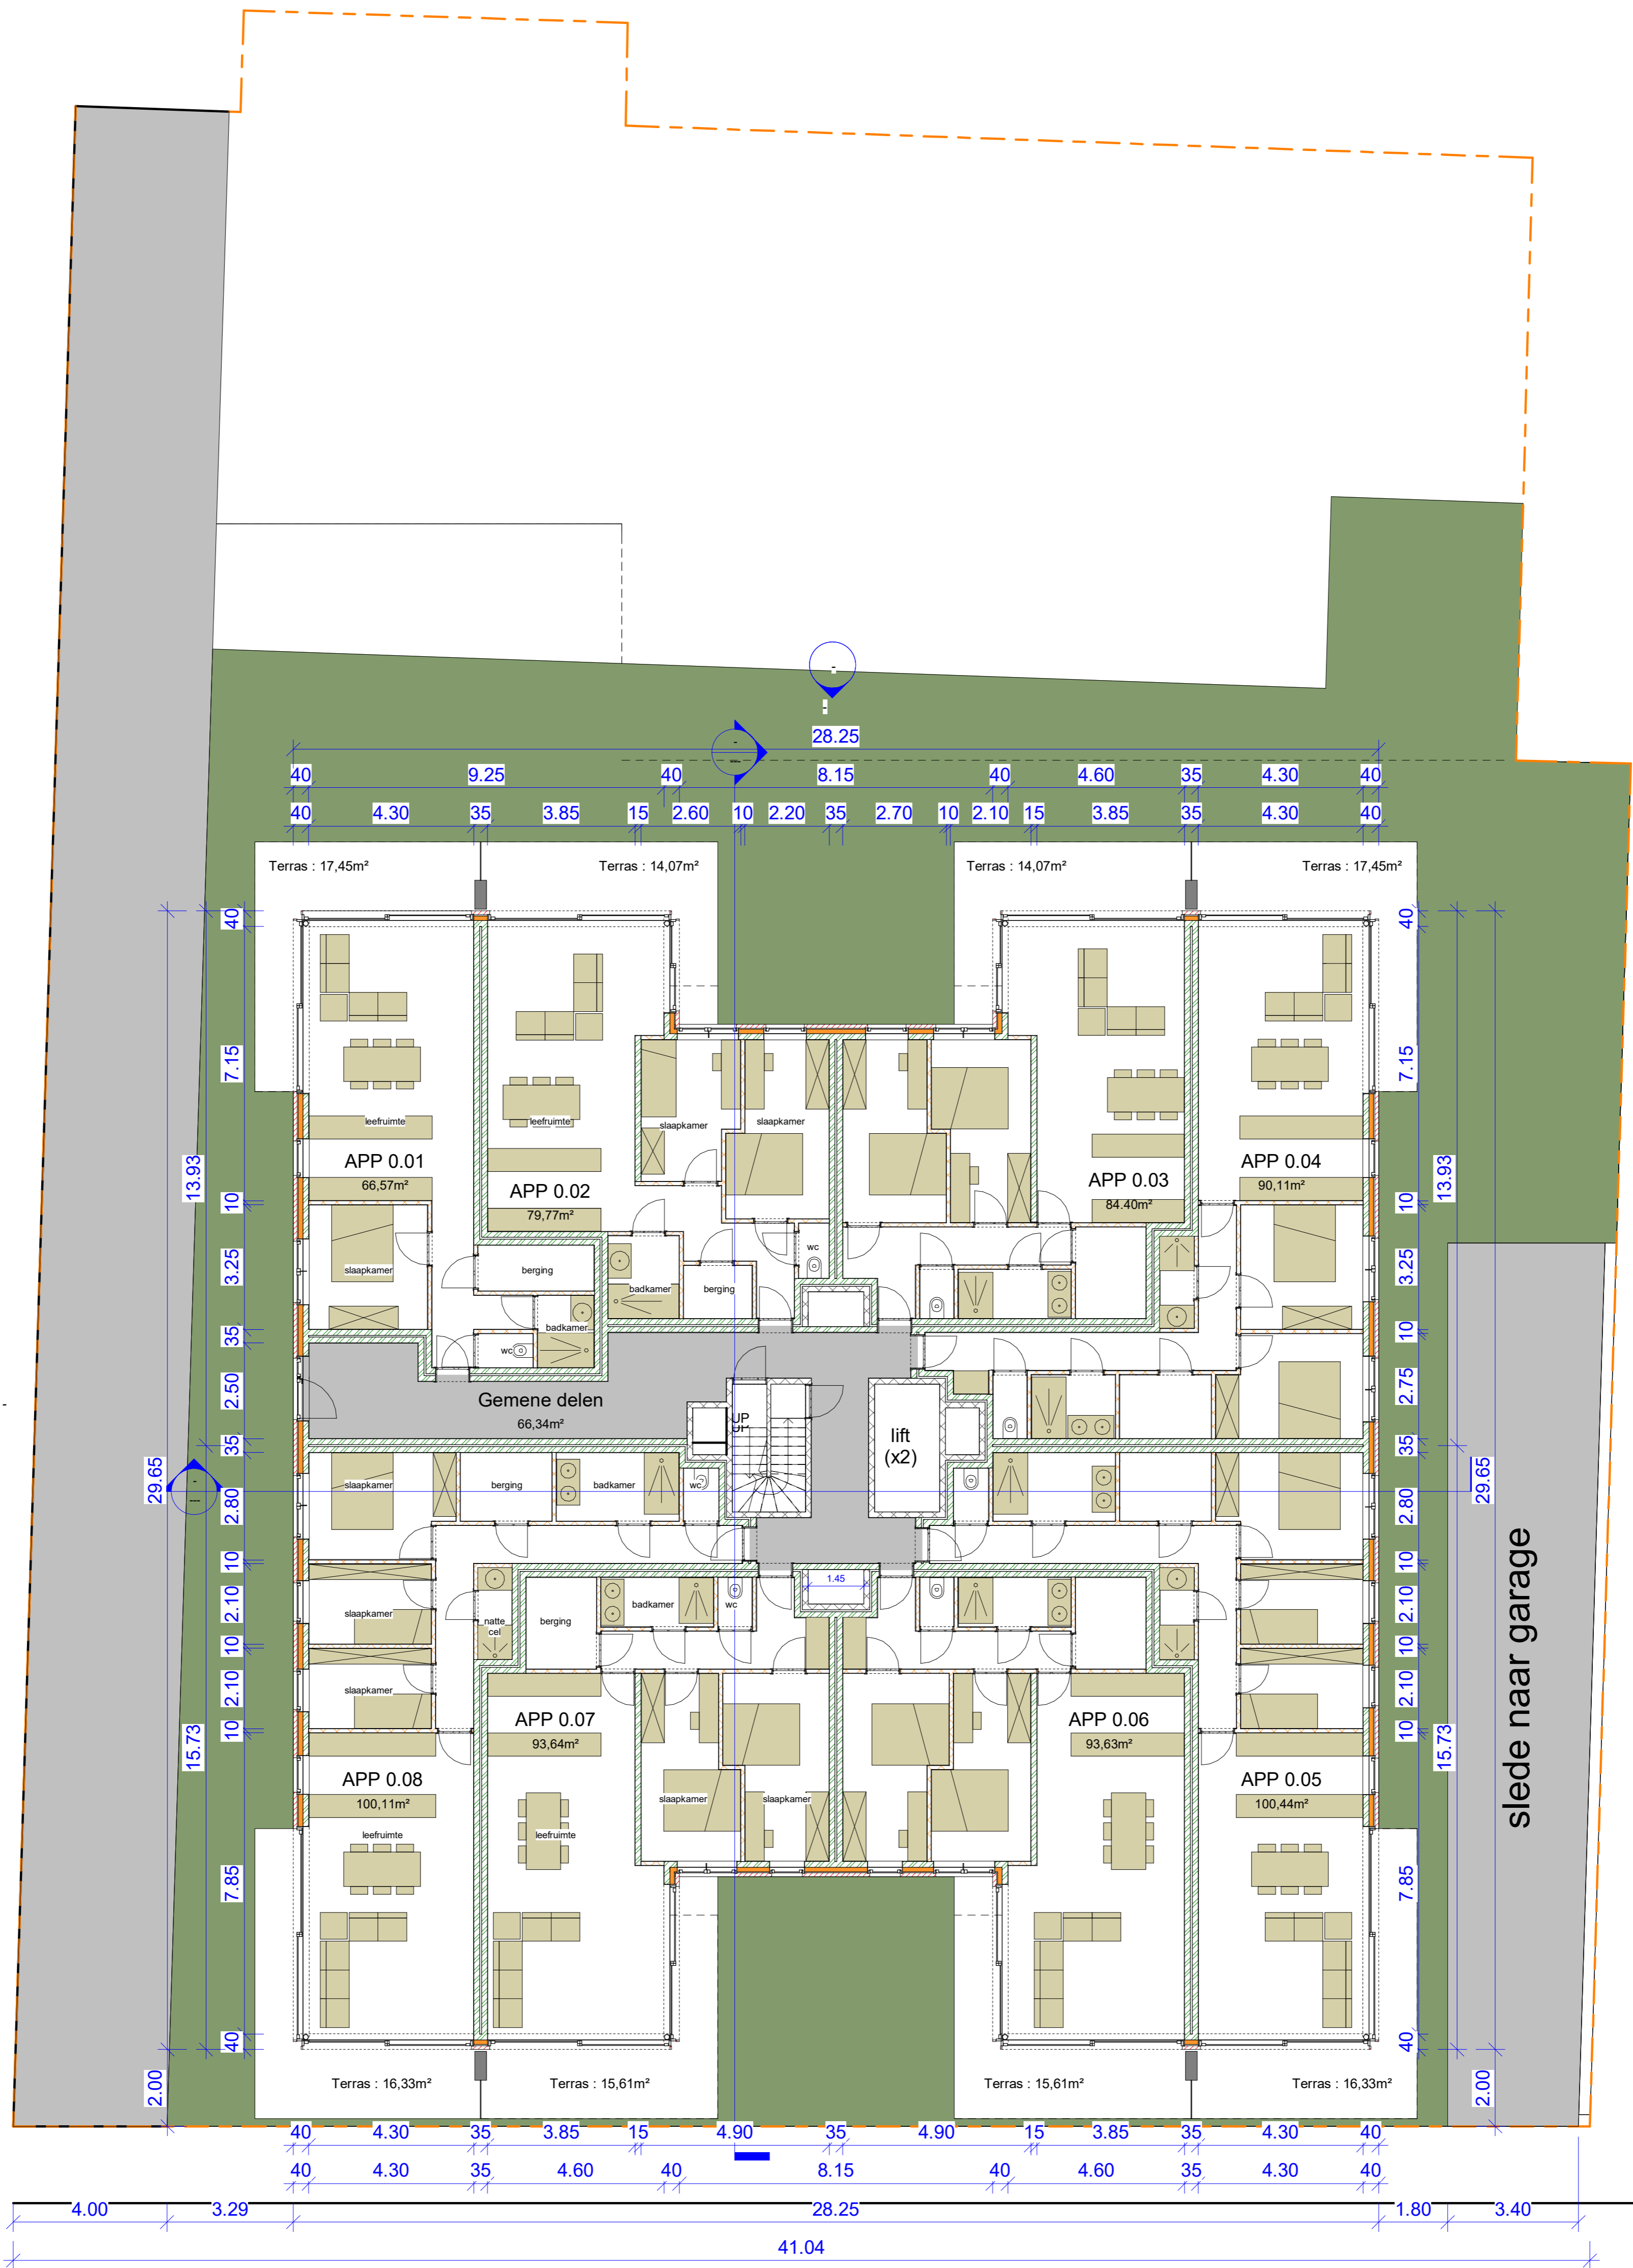 28.25
40 9.25 40 8.15 40 4.60 35 4.30 40
40 4.30 35 3.85 15 2.60 10 2.20 35 2.70 10 2.10 15 3.85 35 4.30 40
Terras : 17,45m²
Terras : 14,07m²
Terras : 14,07m²
Terras : 17,45m²
40
7.15
10
3.25
35
2.50
35
2.80
10
2.10
10
2.10
10
7.85
40
13.93
15.73
29.65
2.00
leefruimte
APP 0.01
66,57m²
slaapkamer
berging
badkamer
wc
leefruimte
APP 0.02
79,77m²
slaapkamer
slaapkamer
badkamer
berging
wc
APP 0.03
84.40m²
APP 0.04
90,11m²
Gemene delen
66,34m²
UP
UP
lift
(x2)
1.45
slaapkamer
berging
badkamer
wc
slaapkamer
natte
cel
slaapkamer
berging
badkamer
wc
APP 0.08
100,11m²
leefruimte
APP 0.07
93,64m²
leefruimte
slaapkamer
slaapkamer
APP 0.06
93,63m²
APP 0.05
100,44m²
40
7.15
10
3.25
10
2.75
35
2.80
10
2.10
10
2.10
10
7.85
40
13.93
15.73
29.65
2.00
slede naar garage
Terras : 16,33m²
Terras : 15,61m²
Terras : 15,61m²
Terras : 16,33m²
40 4.30 35 3.85 15 4.90 35 4.90 15 3.85 35 4.30 40
40 4.30 35 4.60 40 8.15 40 4.60 35 4.30 40
4.00 3.29 28.25 1.80 3.40
41.04